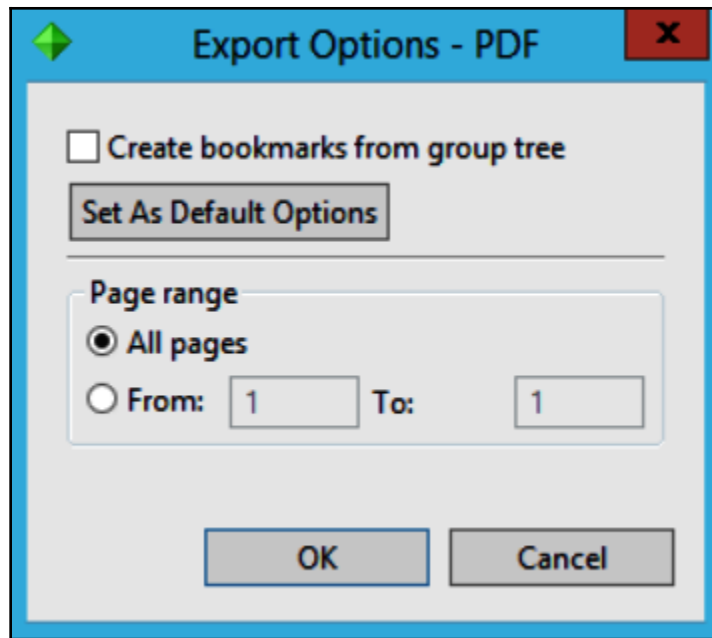 Export Options - PDF
x
Create bookmarks from group tree
Set As Default Options
Page range
All pages
From: 1 To: 1
OK Cancel